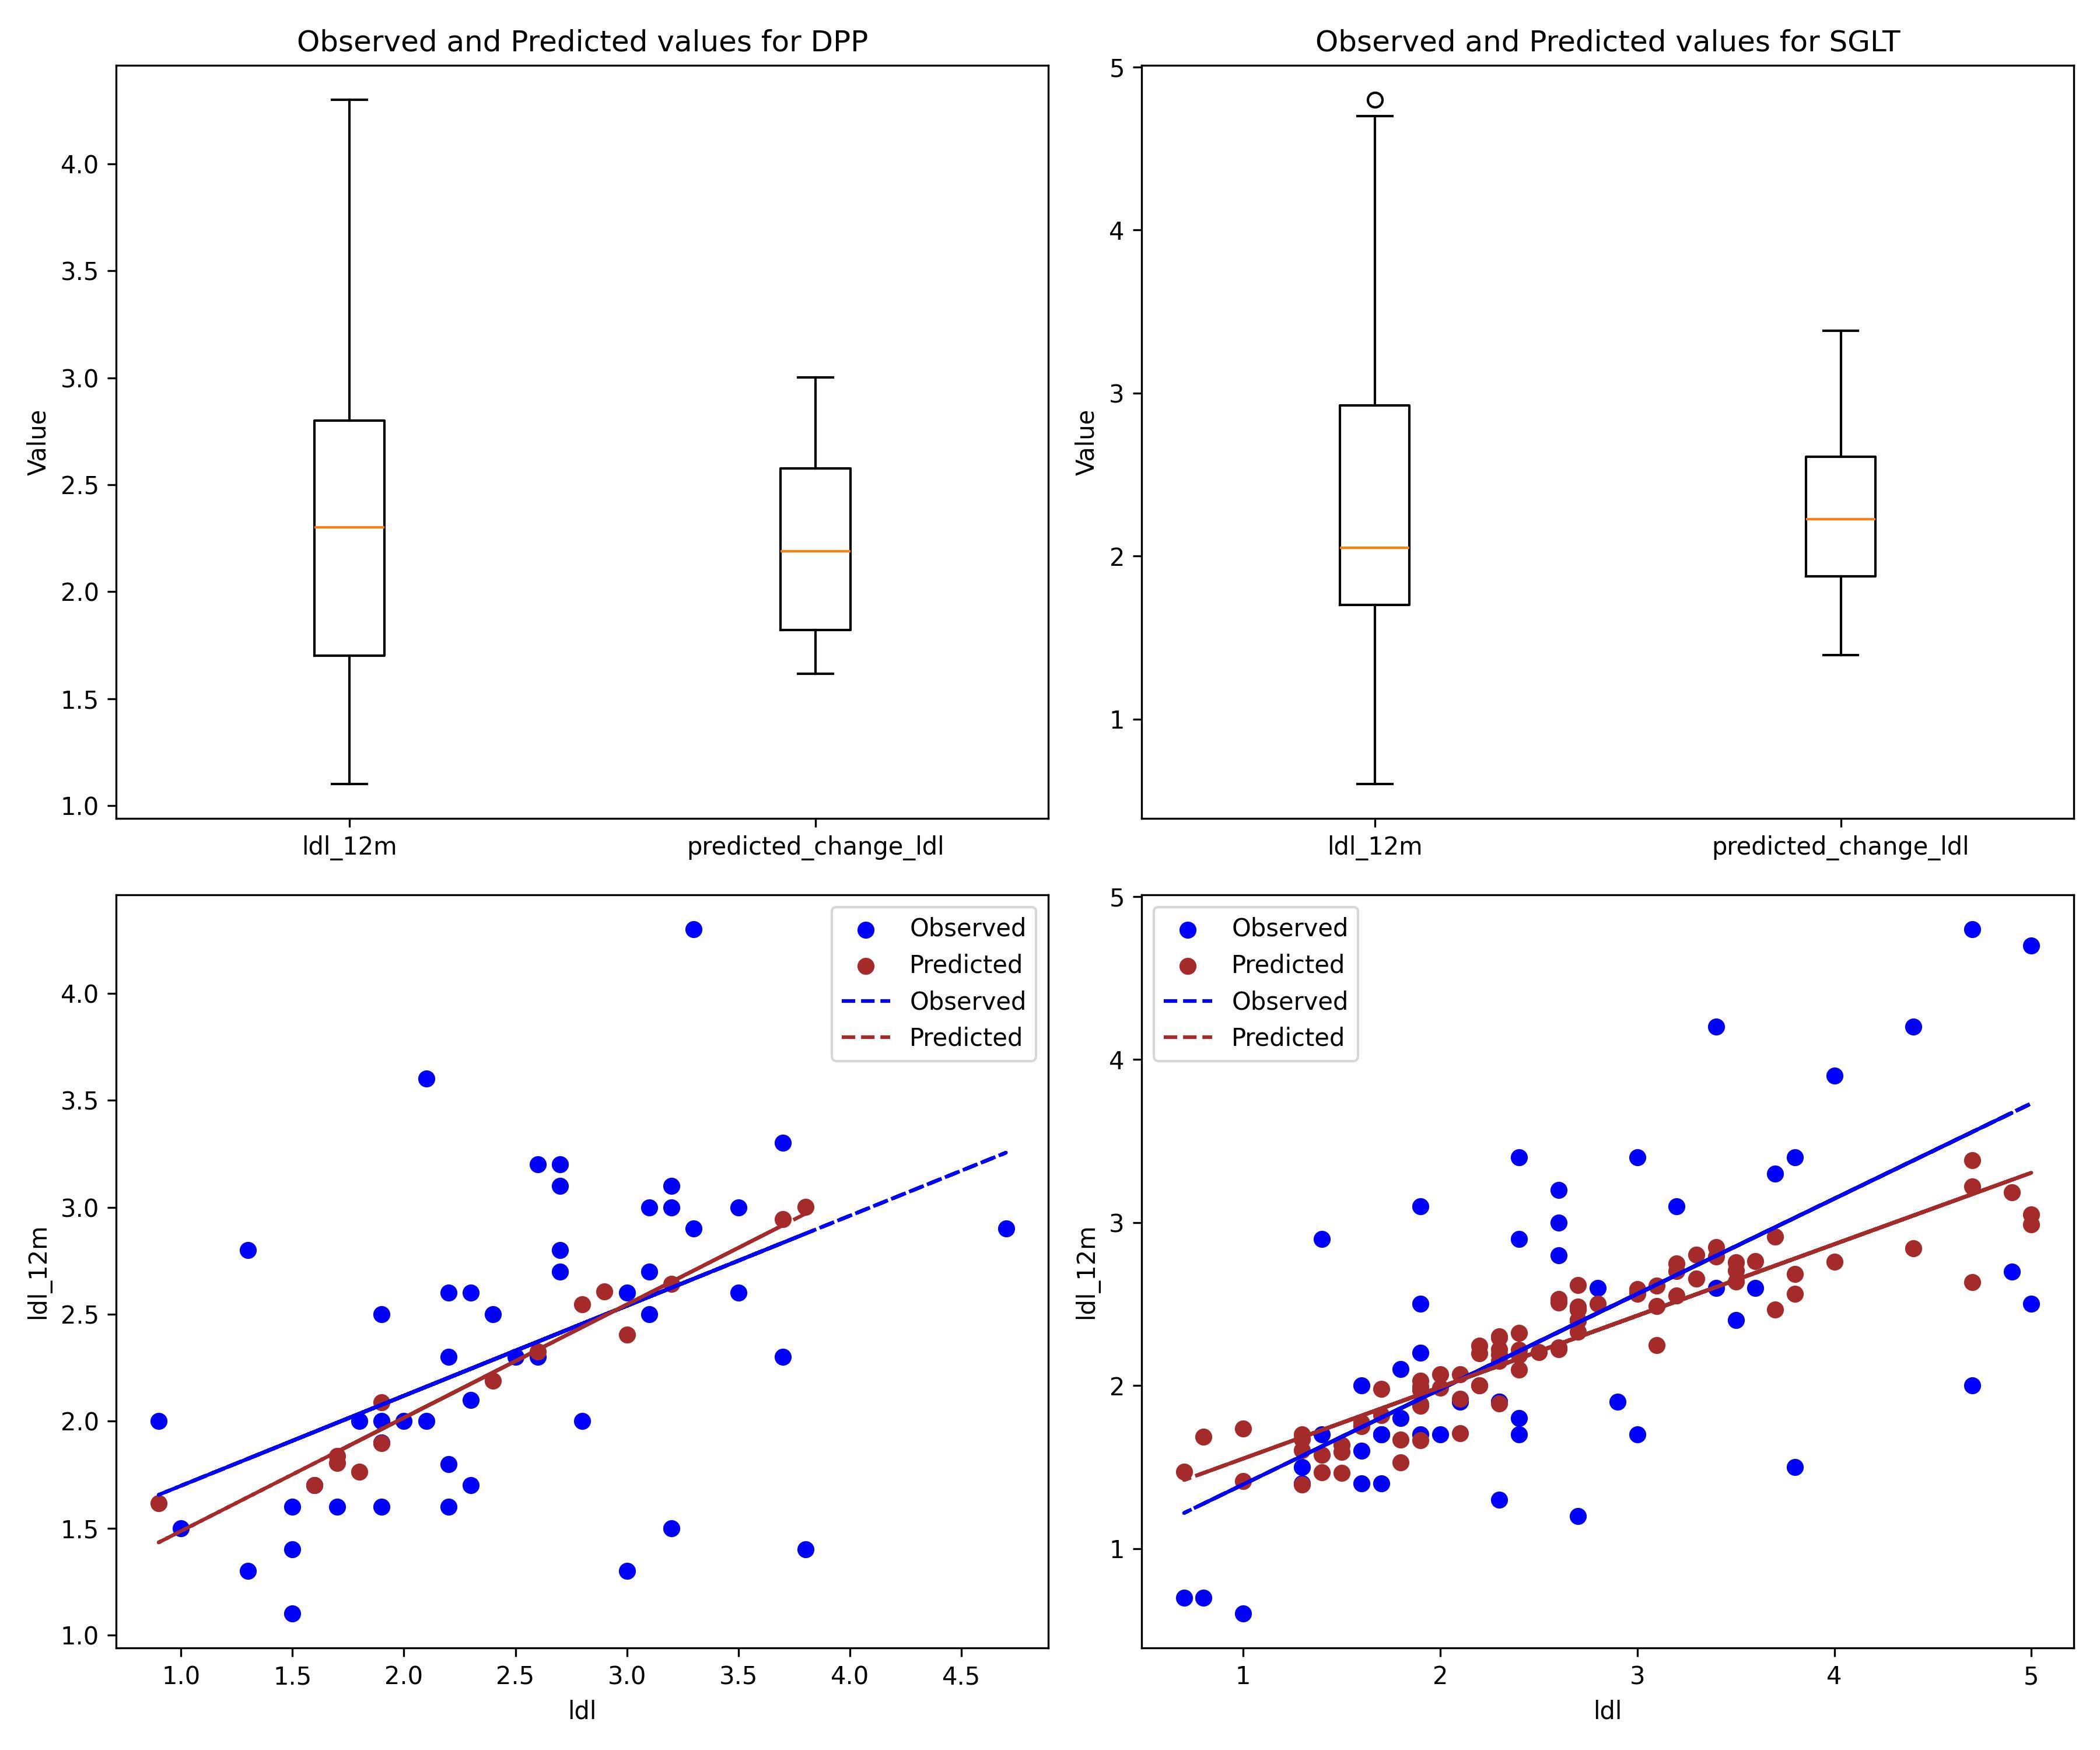 Observed and Predicted values for DPP
Value
4.0
3.5
3.0
2.5
2.0
1.5
1.0
ldl_12m
predicted_change_ldl
Observed and Predicted values for SGLT
Value
5
4
3
2
1
ldl_12m
predicted_change_ldl
ldl_12m
4.0
3.5
3.0
2.5
2.0
1.5
1.0
Observed
Predicted
Observed
Predicted
1.0 1.5 2.0 2.5 3.0 3.5 4.0 4.5
ldl
ldl_12m
5
4
3
2
1
Observed
Predicted
Observed
Predicted
1 2 3 4 5
ldl